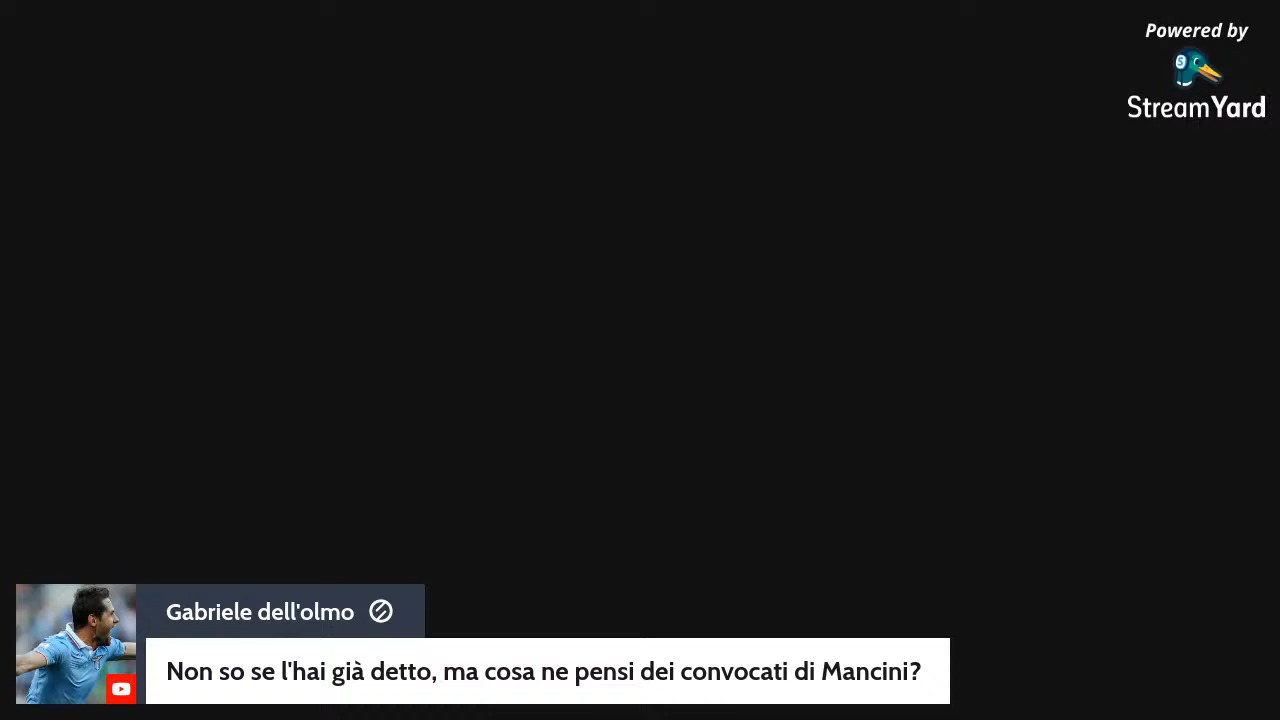 Powered by
StreamYard
Gabriele dell'olmo
Non so se l'hai già detto, ma cosa ne pensi dei convocati di Mancini?